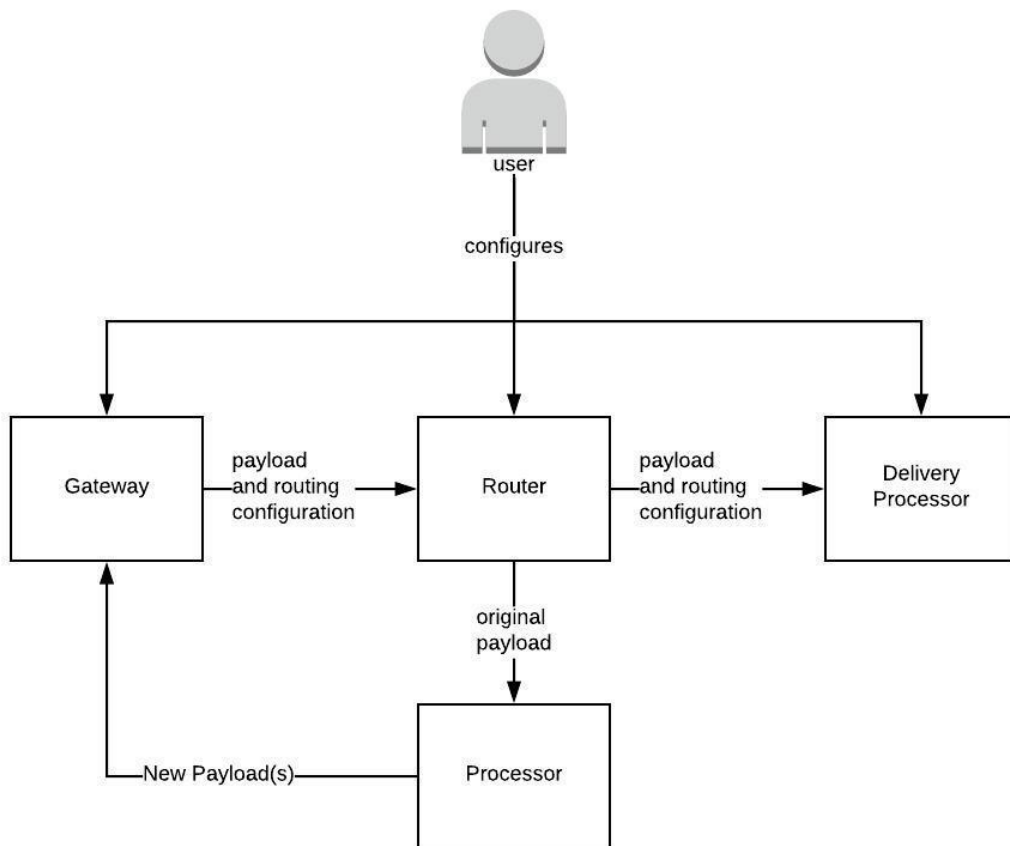 user
configures
Gateway
payload
and routing
configuration
Router
payload
and routing
configuration
Delivery
Processor
original
payload
New Payload(s)
Processor